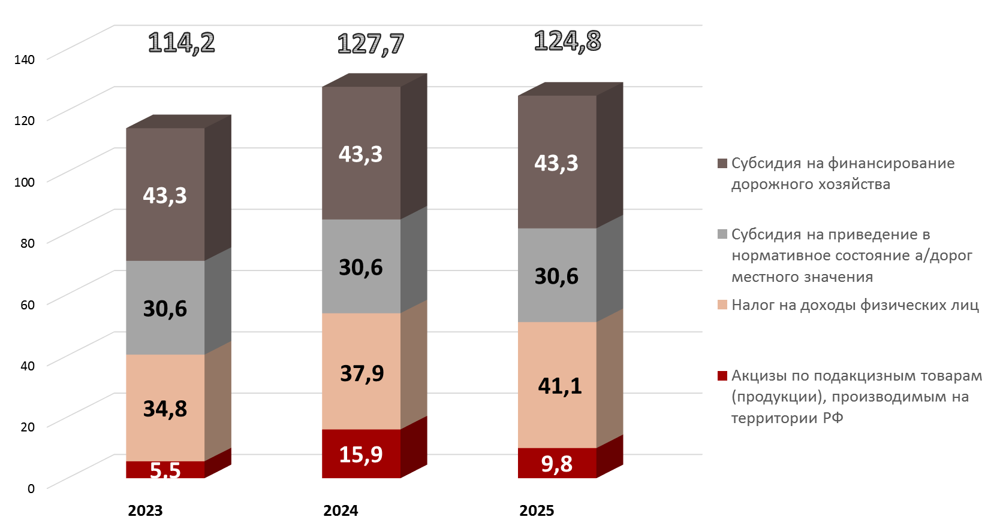 114,2
127,7
124,8
140
120
100
80
60
40
20
0
43,3
30,6
34,8
5,5
43,3
30,6
37,9
15,9
43,3
30,6
41,1
9,8
2023
2024
2025
Субсидия на финансирование
дорожного хозяйства
Субсидия на приведение в
нормативное состояние а/дорог
местного значения
Налог на доходы физических лиц
Акцизы по подакцизным товарам
(продукции), производимым на
территории РФ